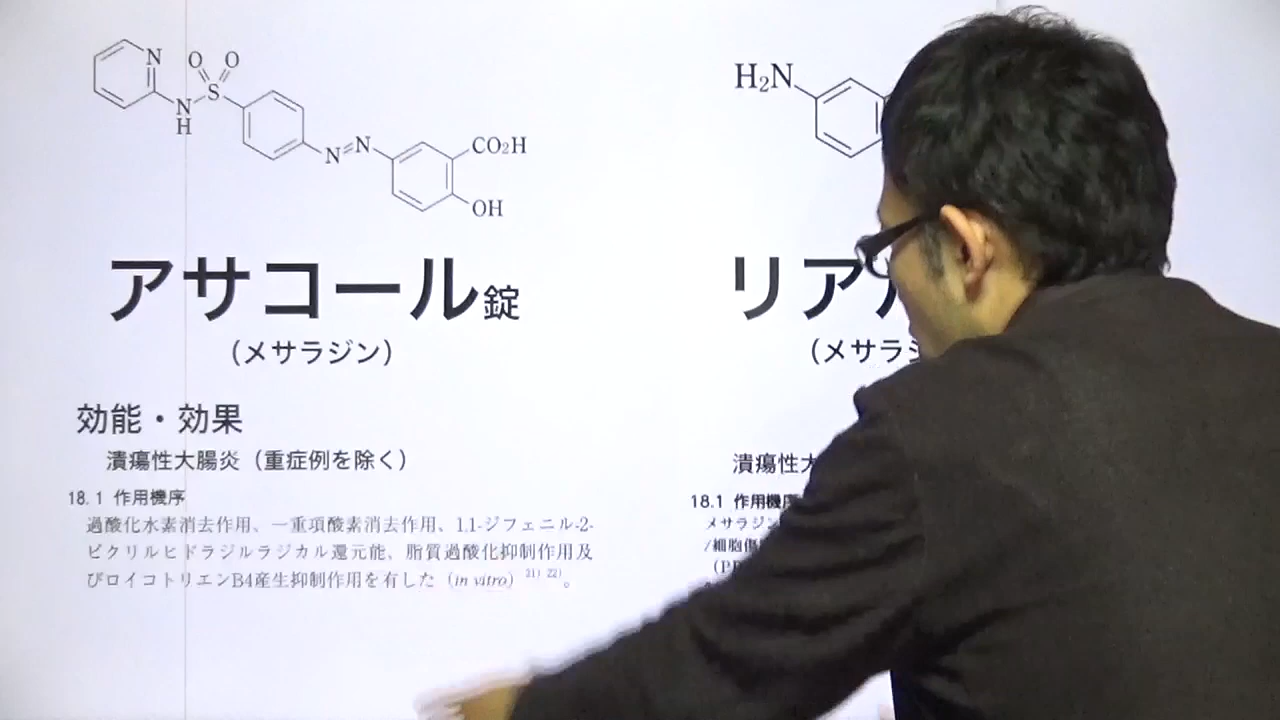 N
O O
S
N
H
N=N
CO₂H
OH
アサコール錠
(メサラジン)
効能・効果
潰瘍性大腸炎(重症例を除く)
18.1 作用機序
過酸化水素消去作用、一重項酸素消去作用、1.1-ジフェニル-2-
ピクリルヒドラジルラジカル還元能、脂質過酸化抑制作用及
びロイコトリエンB4産生抑制作用を有した(in vitro)21) 22)。
H₂N
リア
(メサラ
潰瘍性大
18.1 作用機序
メサラジン
/細胞傷